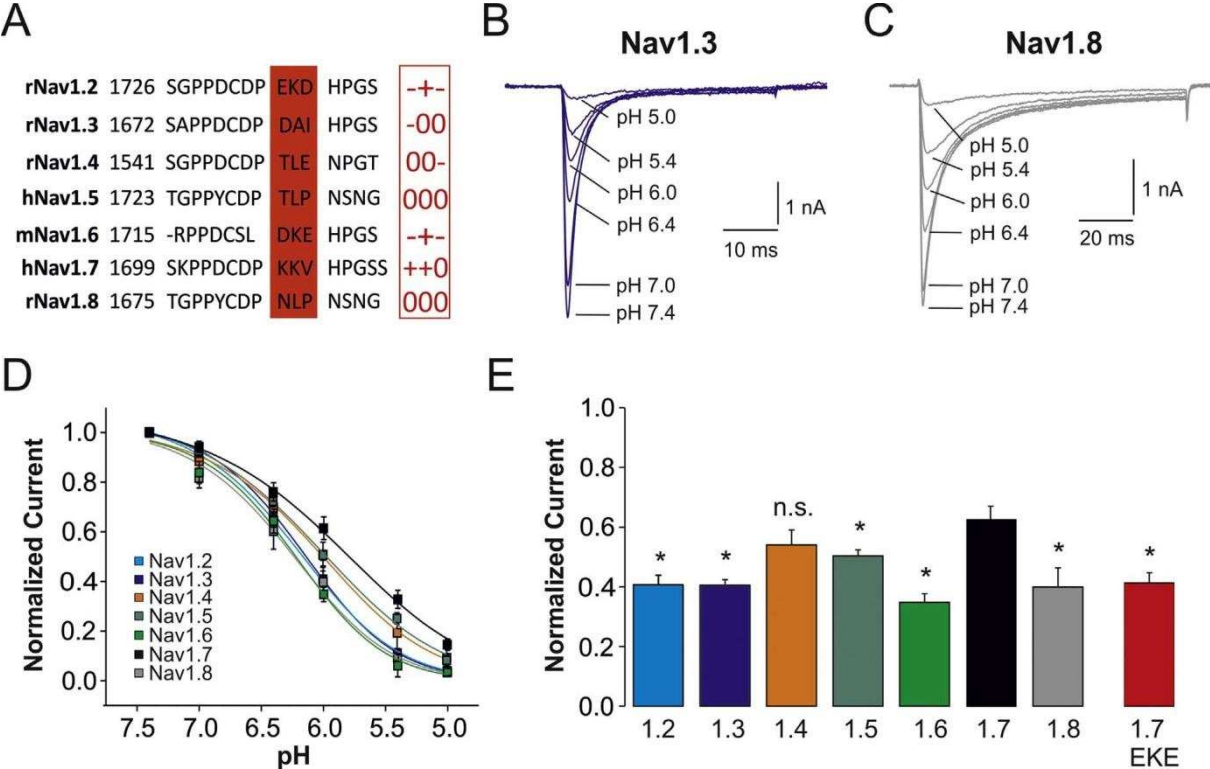 A
rNav1.2 1726 SGPPDCDP EKD HPGS -+-
rNav1.3 1672 SAPPDCDP DAI HPGS -00
rNav1.4 1541 SGPPDCDP TLE NPGT 00-
hNav1.5 1723 TGPPYCDP TLP NSNG 000
mNav1.6 1715 -RPPDCSL DKE HPGS -+-
hNav1.7 1699 SKPPDCDP KKV HPGSS ++0
rNav1.8 1675 TGPPYCDP NLP NSNG 000
B
Nav1.3
pH 5.0
pH 5.4
pH 6.0
pH 6.4
pH 7.0
pH 7.4
1 nA
10 ms
C
Nav1.8
pH 5.0
pH 5.4
pH 6.0
pH 6.4
pH 7.0
pH 7.4
1 nA
20 ms
D
Normalized Current
1.0
0.8
0.6
0.4
0.2
0.0
Nav1.2
Nav1.3
Nav1.4
Nav1.5
Nav1.6
Nav1.7
Nav1.8
7.5 7.0 6.5 6.0 5.5 5.0
pH
E
Normalized Current
1.0
0.8
0.6
0.4
0.2
0.0
* * n.s. * * * *
1.2 1.3 1.4 1.5 1.6 1.7 1.8 1.7
EKE